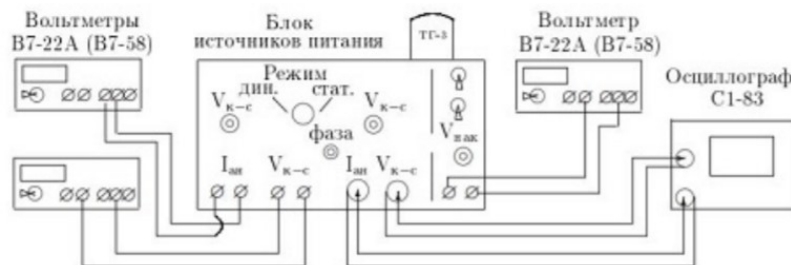 Вольтметры
В7-22А (В7-58)
Блок
источников питания
ТГ-3
Вольтметр
В7-22А (В7-58)
Осциллограф
С1-83
Режим
дин. стат.
Vк−с
Vк−с
фаза
Vнак
Iан
Vк−с
Iан
Vк−с